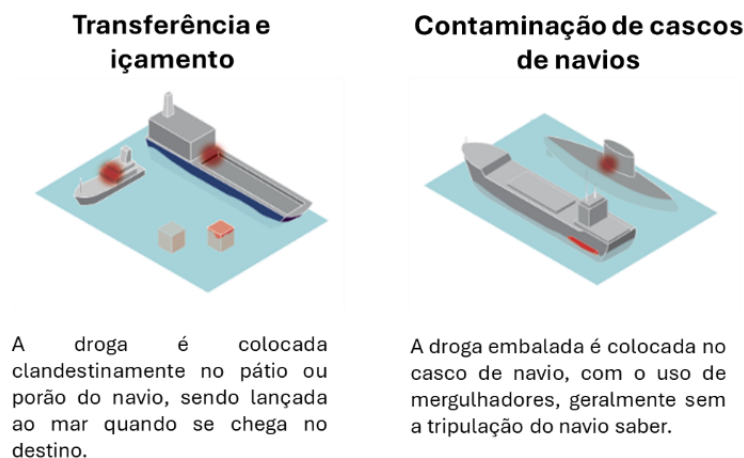 Transferência e
içamento
A droga é colocada
clandestinamente no pátio ou
porão do navio, sendo lançada
ao mar quando se chega no
destino.
Contaminação de cascos
de navios
A droga embalada é colocada no
casco de navio, com o uso de
mergulhadores, geralmente sem
a tripulação do navio saber.